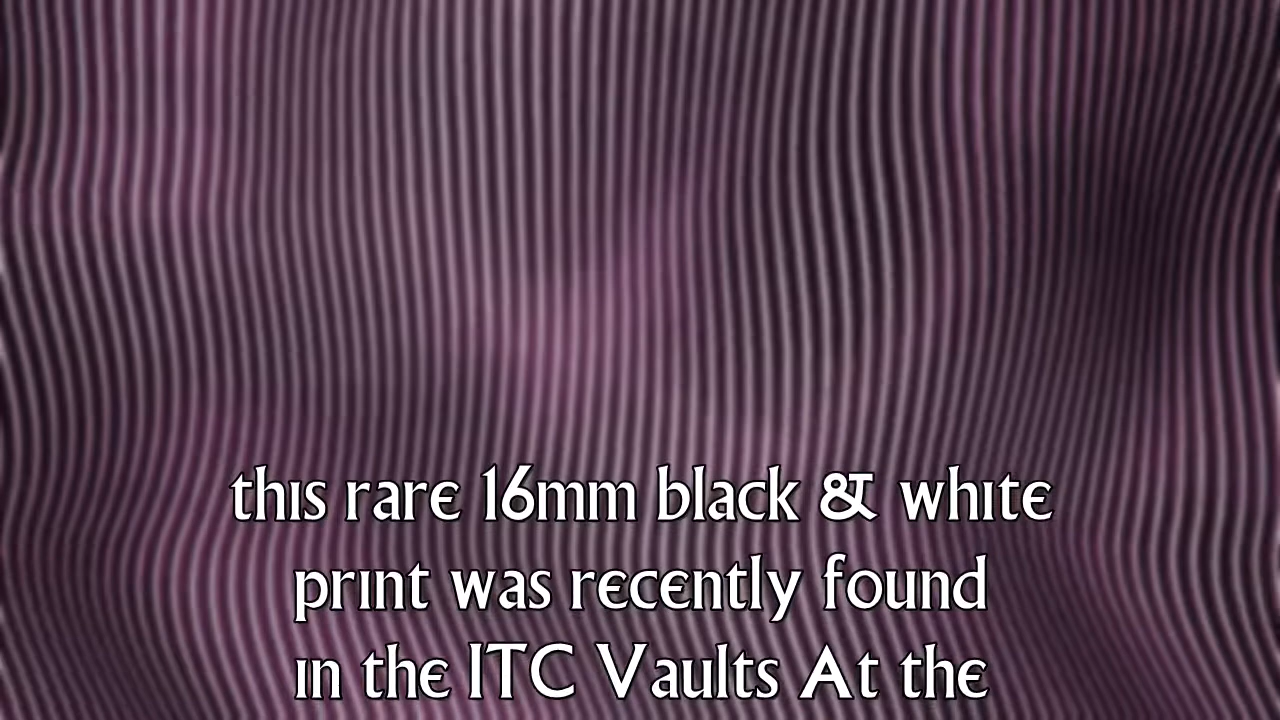 this rare 16mm black & white
print was recently found
in the ITC Vaults At the